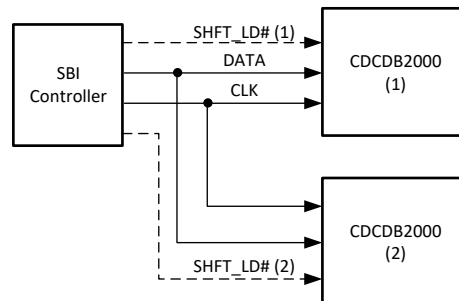 SHFT_LD# (1)
DATA
CLK
SBI
Controller
CDCDB2000
(1)
CDCDB2000
(2)
SHFT_LD# (2)